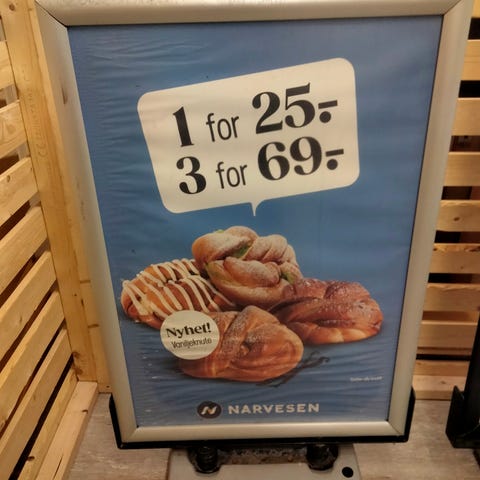 1 for 25.-
3 for 69.-
Nyhet!
Vaniljeknute
NARVESEN